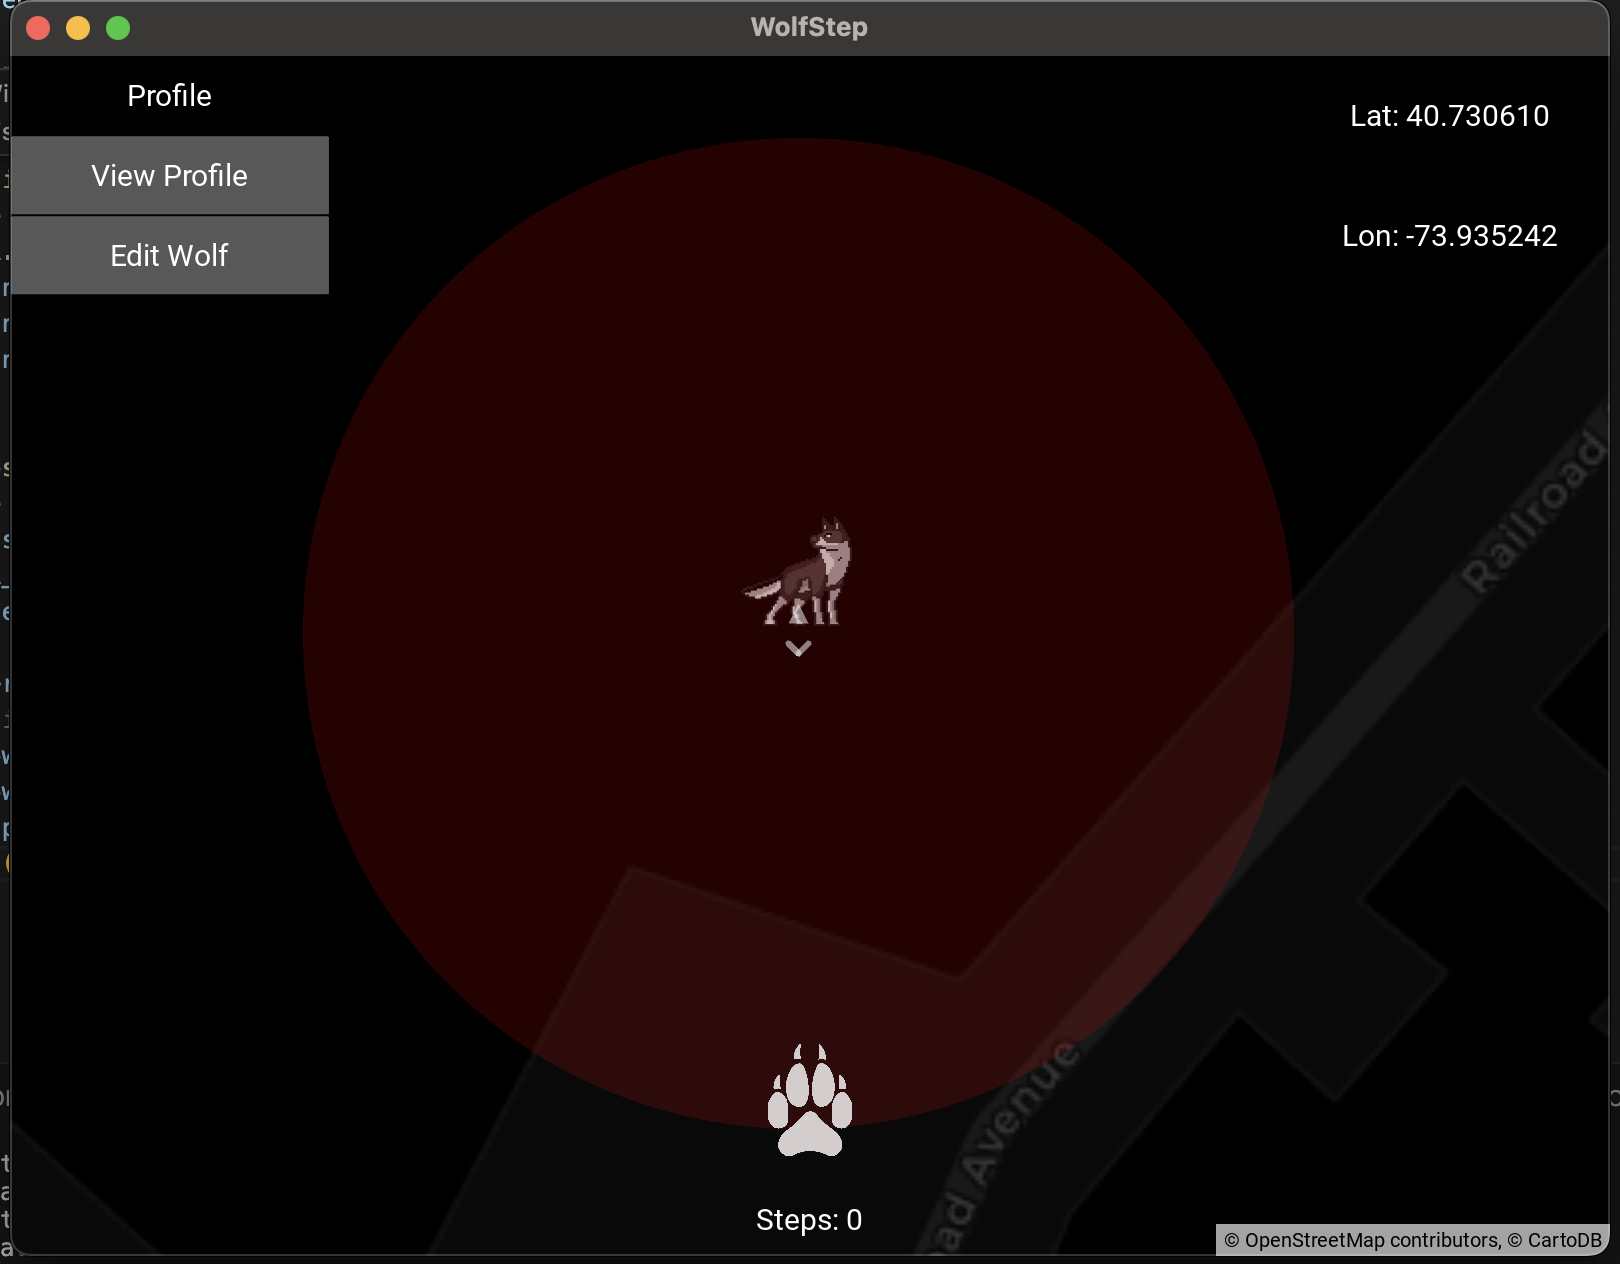 WolfStep
Profile
View Profile
Edit Wolf
Lat: 40.730610
Lon: -73.935242
Railroad
Avenue
Steps: 0
© OpenStreetMap contributors, © CartoDB